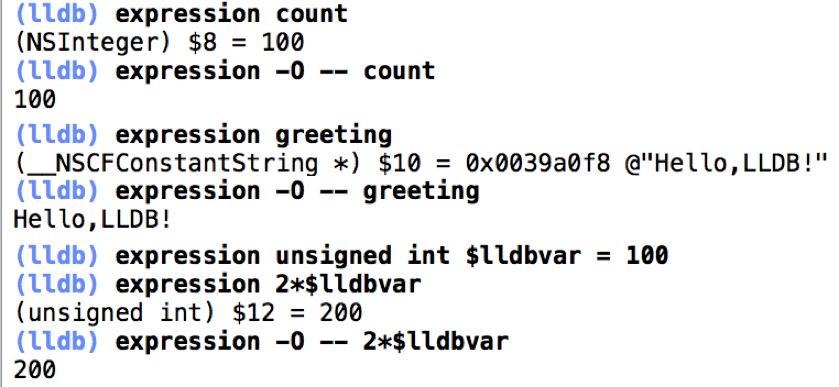 (lldb) expression count
(NSInteger) $8 = 100
(lldb) expression -O -- count
100
(lldb) expression greeting
(__NSCFConstantString *) $10 = 0x0039a0f8 @"Hello,LLDB!"
(lldb) expression -O -- greeting
Hello,LLDB!
(lldb) expression unsigned int $lldbvar = 100
(lldb) expression 2*$lldbvar
(unsigned int) $12 = 200
(lldb) expression -O -- 2*$lldbvar
200